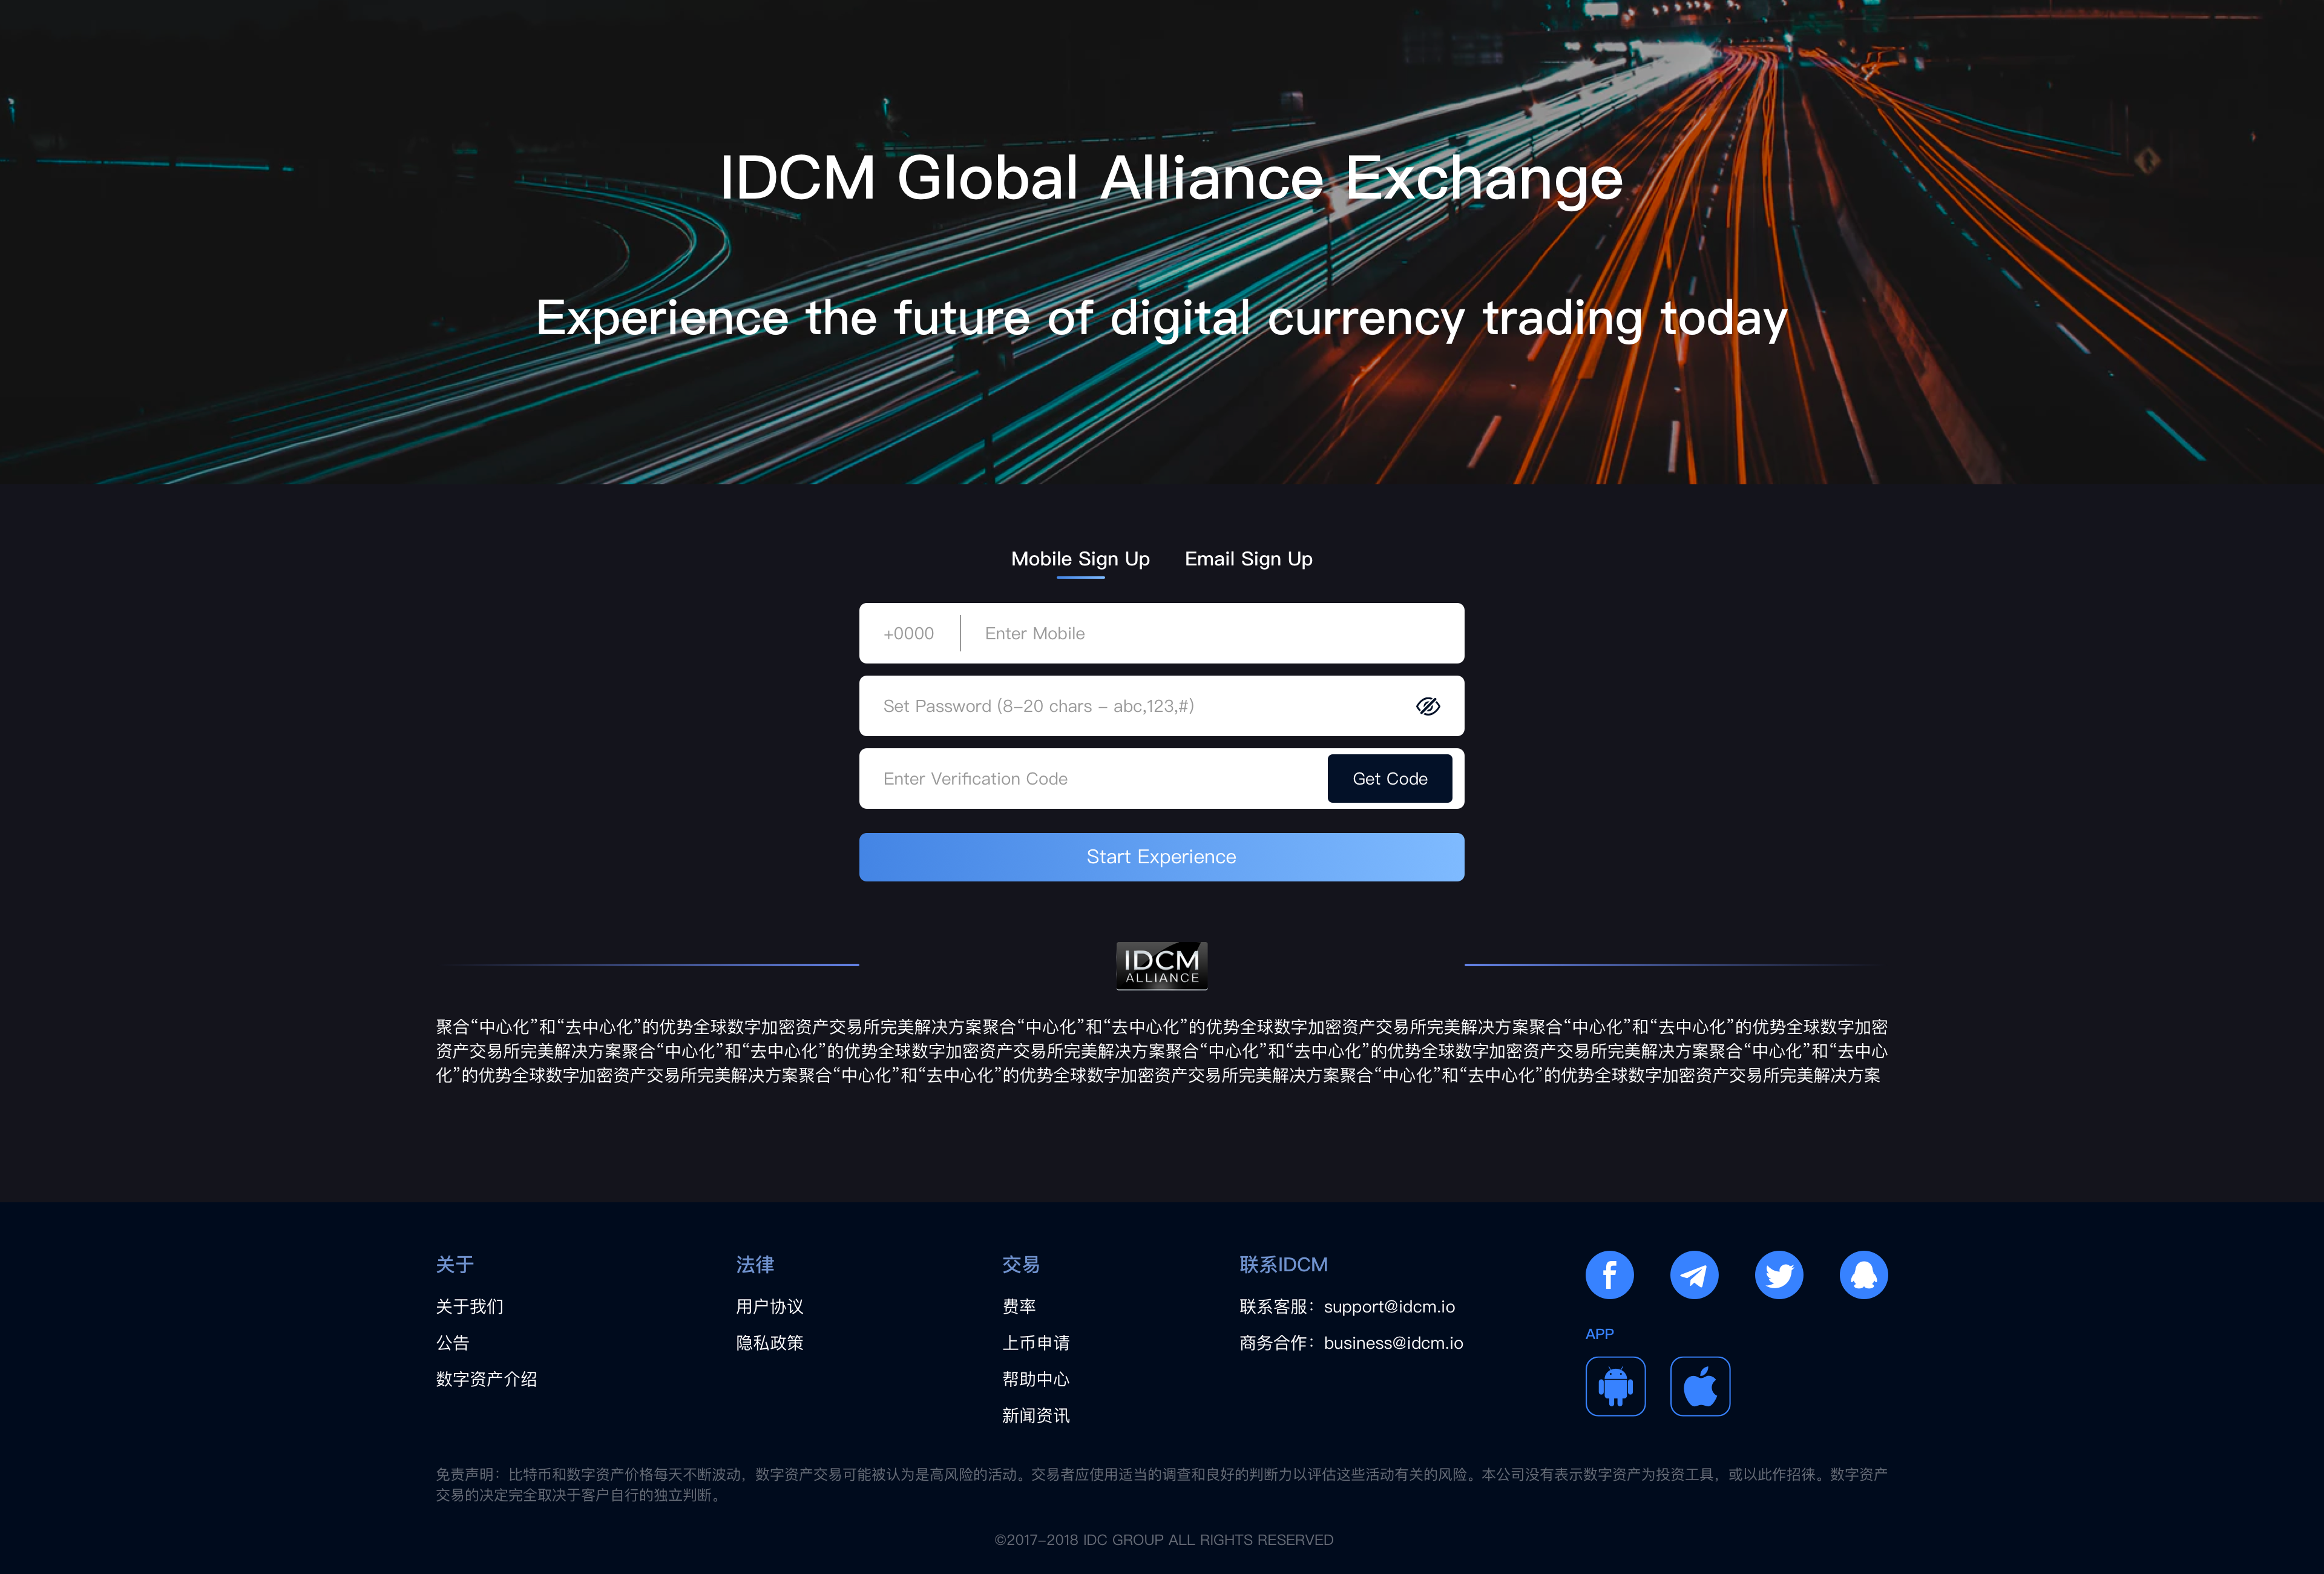 IDCM Global Alliance Exchange
Experience the future of digital currency trading today
Mobile Sign Up Email Sign Up
+0000 Enter Mobile
Set Password (8-20 chars - abc,123,#)
Enter Verification Code Get Code
Start Experience
IDCM
ALLIANCE
聚合“中心化”和“去中心化”的优势全球数字加密资产交易所完美解决方案聚合“中心化”和“去中心化”的优势全球数字加密资产交易所完美解决方案聚合“中心化”和“去中心化”的优势全球数字加密
资产交易所完美解决方案聚合“中心化”和“去中心化”的优势全球数字加密资产交易所完美解决方案聚合“中心化”和“去中心化”的优势全球数字加密资产交易所完美解决方案聚合“中心化”和“去中心
化”的优势全球数字加密资产交易所完美解决方案聚合“中心化”和“去中心化”的优势全球数字加密资产交易所完美解决方案聚合“中心化”和“去中心化”的优势全球数字加密资产交易所完美解决方案
关于
关于我们
公告
数字资产介绍
法律
用户协议
隐私政策
交易
费率
上币申请
帮助中心
新闻资讯
联系IDCM
联系客服：support@idcm.io
商务合作：business@idcm.io
APP
免责声明：比特币和数字资产价格每天不断波动，数字资产交易可能被认为是高风险的活动。交易者应使用适当的调查和良好的判断力以评估这些活动有关的风险。本公司没有表示数字资产为投资工具，或以此作招徕。数字资产
交易的决定完全取决于客户自行的独立判断。
©2017-2018 IDC GROUP ALL RIGHTS RESERVED